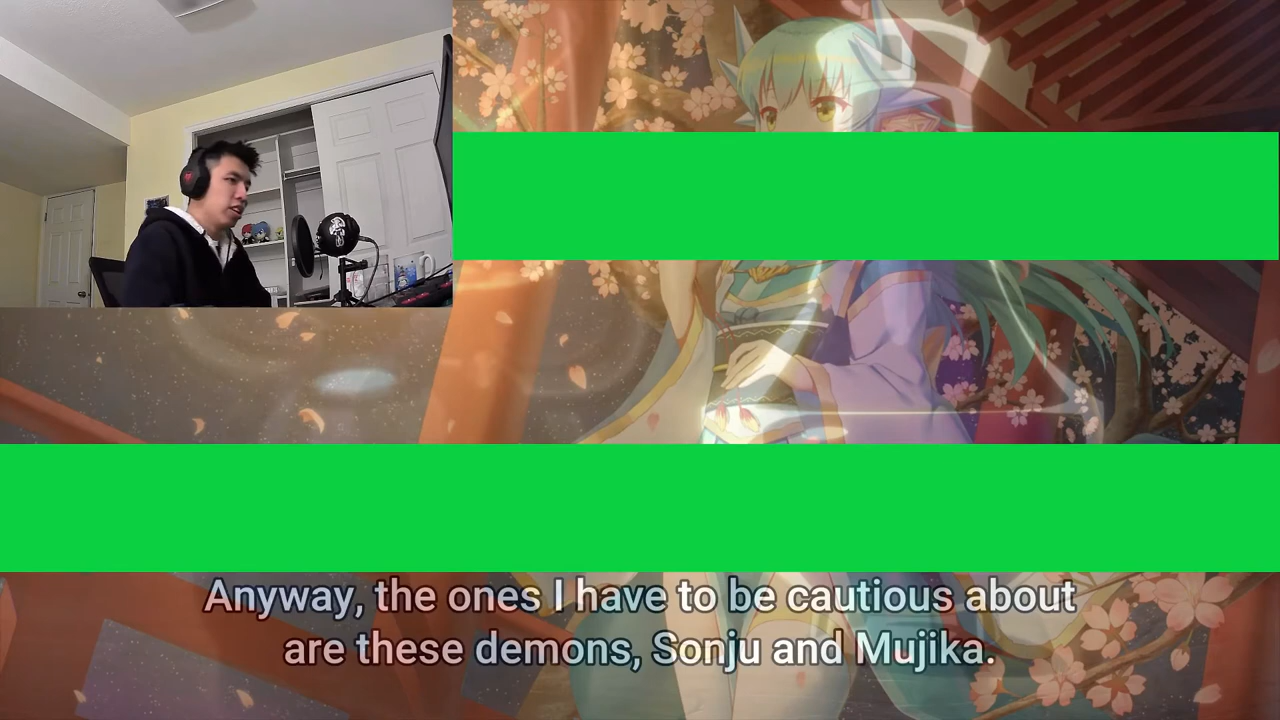 Anyway, the ones I have to be cautious about
are these demons, Sonju and Mujika.